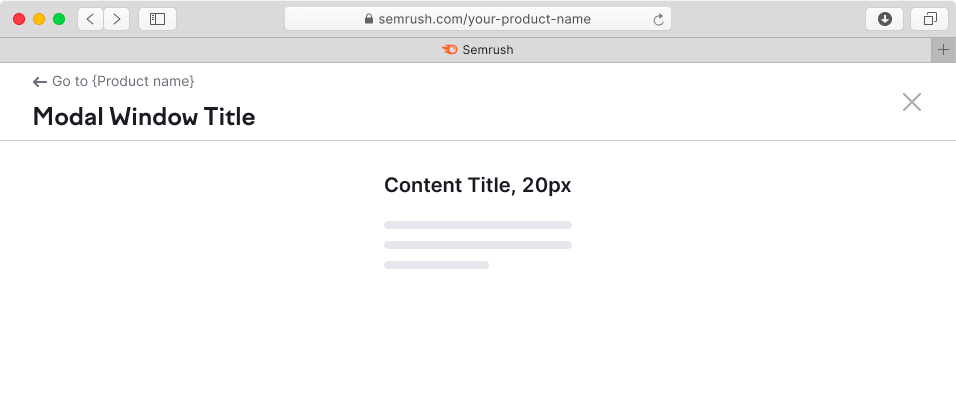 semrush.com/your-product-name
Semrush
Go to {Product name}
Modal Window Title
Content Title, 20px